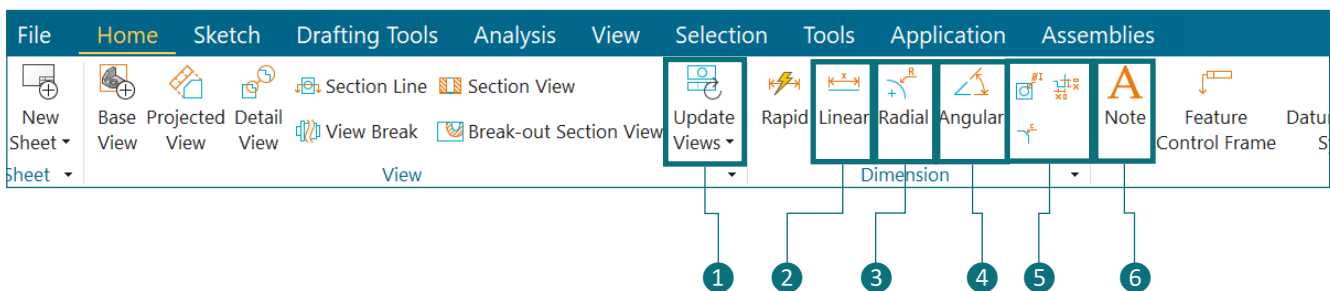 File Home Sketch Drafting Tools Analysis View Selection Tools Application Assemblies
Section Line Section View
New Base Projected Detail Update Rapid Linear Radial Angular Note Feature
Sheet View View View View Break Break-out Section View Views Control Frame
View Dimension
1 2 3 4 5 6